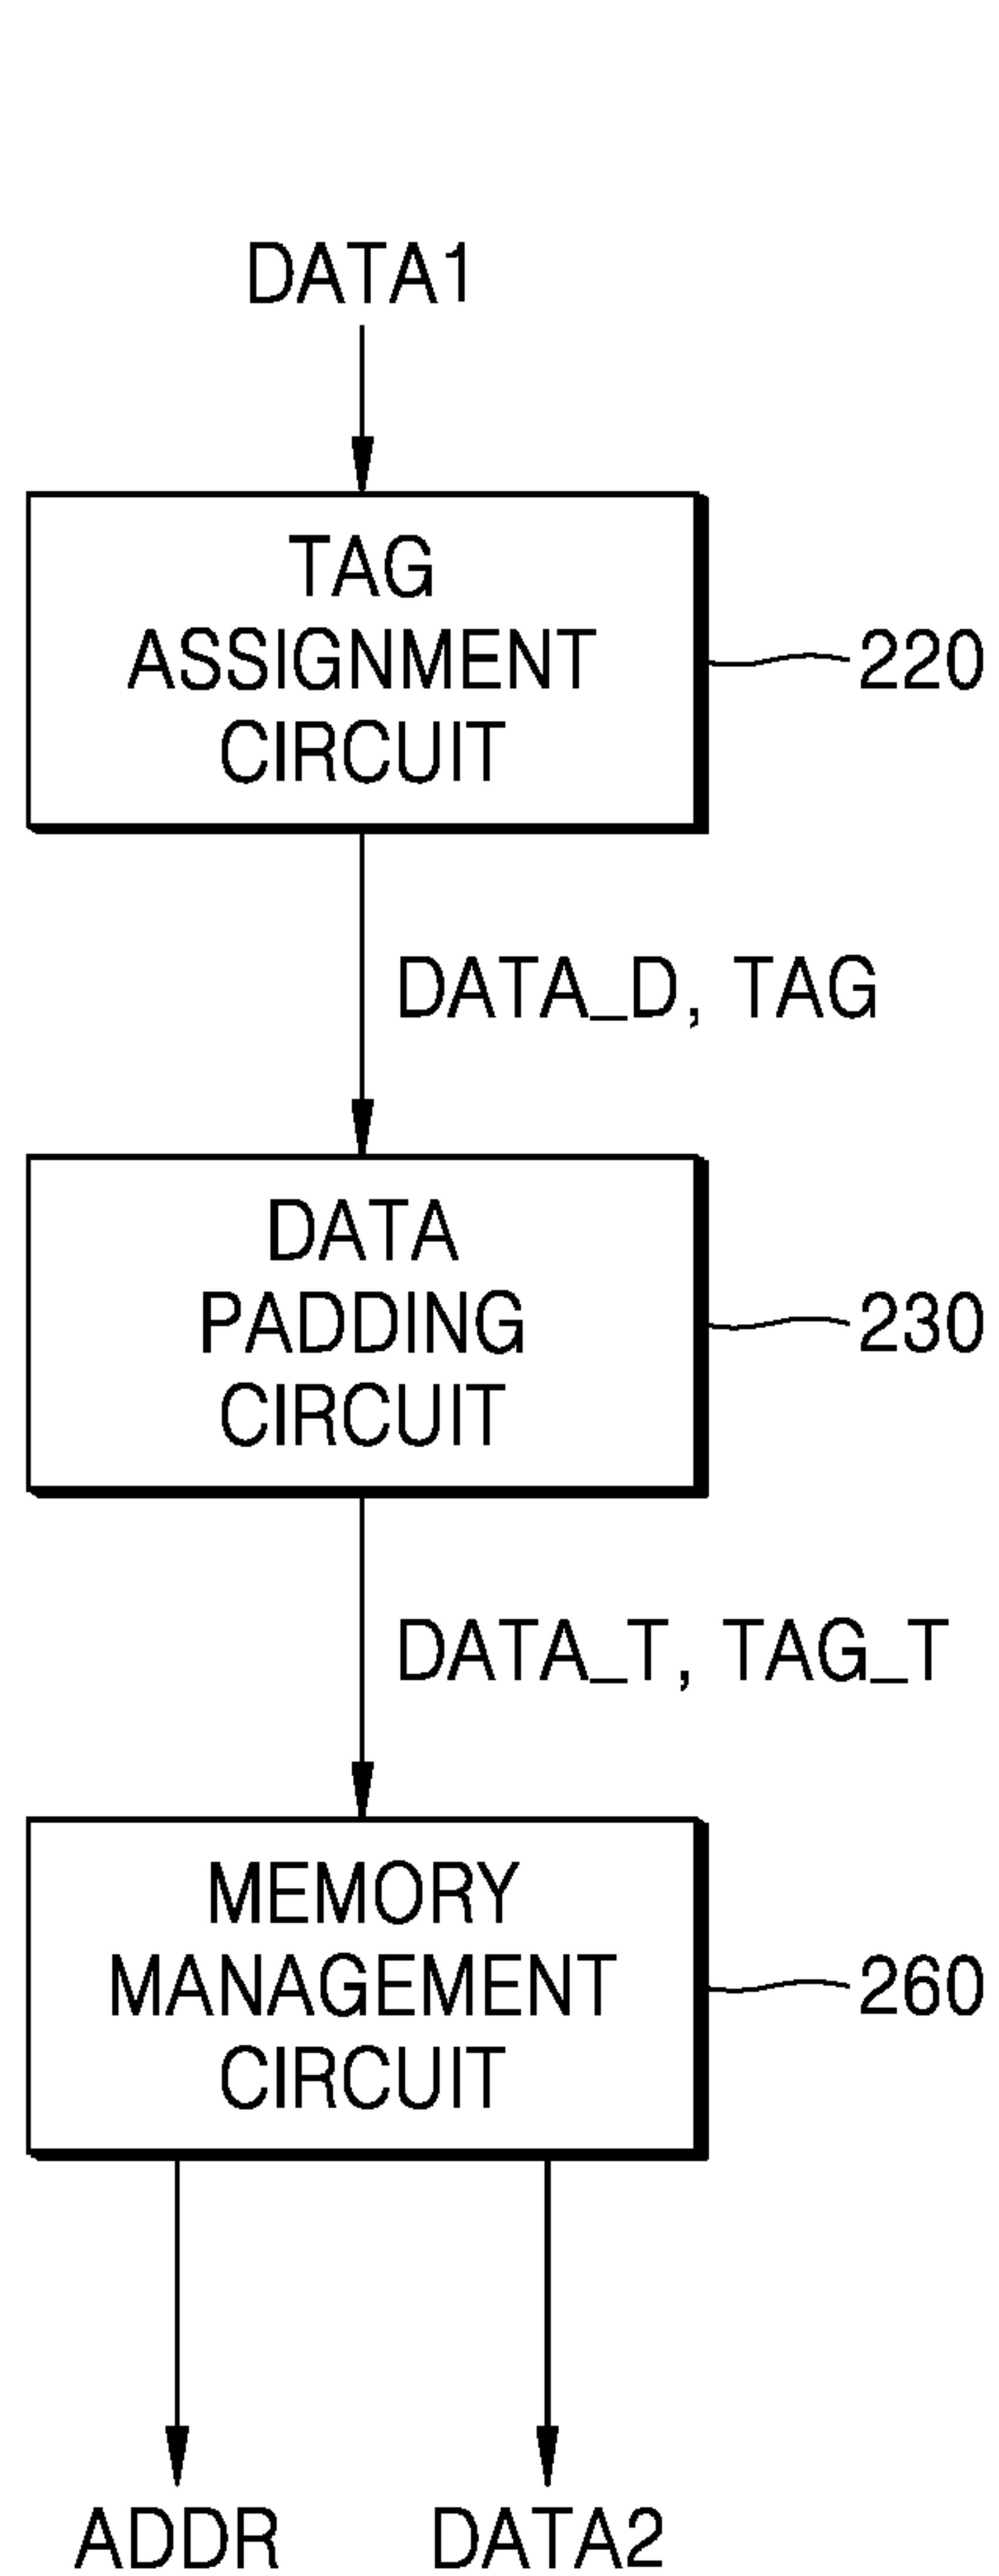 DATA1
TAG
ASSIGNMENT
CIRCUIT
220
DATA_D, TAG
DATA
PADDING
CIRCUIT
230
DATA_T, TAG_T
MEMORY
MANAGEMENT
CIRCUIT
260
ADDR
DATA2